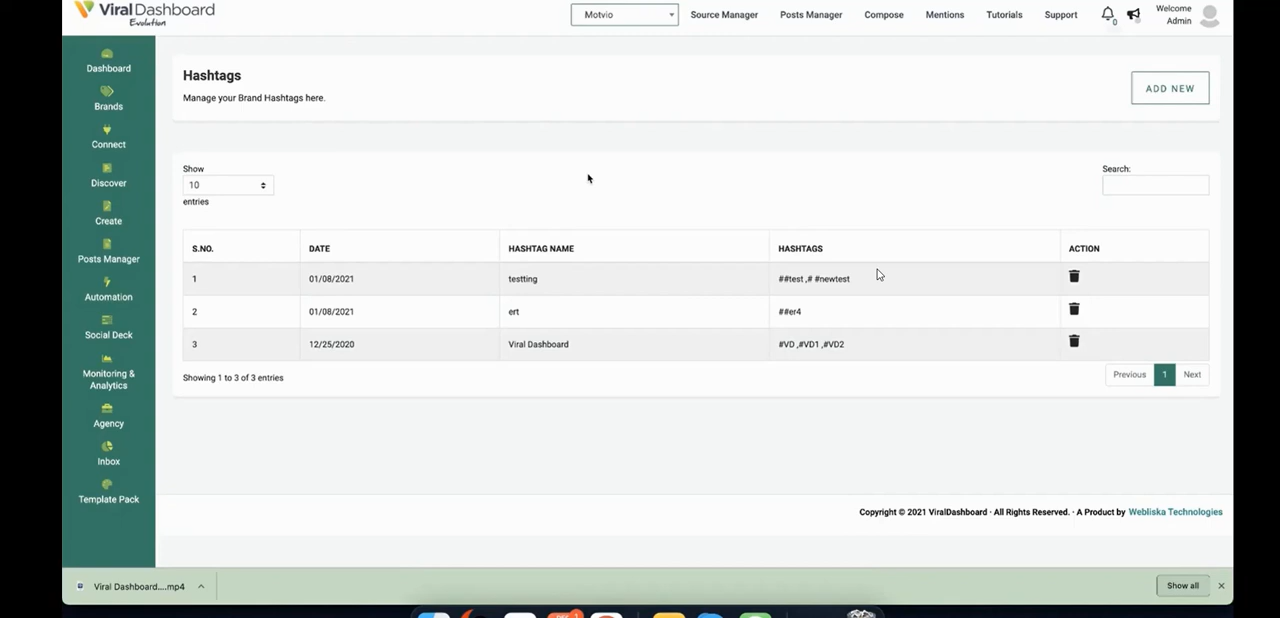 ViralDashboard
Evolution
Motvio
Source Manager
Posts Manager
Compose
Mentions
Tutorials
Support
0
Welcome
Admin
Dashboard
Brands
Connect
Discover
Create
Posts Manager
Automation
Social Deck
Monitoring &
Analytics
Agency
Inbox
Template Pack
Hashtags
Manage your Brand Hashtags here.
ADD NEW
Show
10
entries
Search:
S.NO. DATE HASHTAG NAME HASHTAGS ACTION
1 01/08/2021 testting ##test ,# #newtest
2 01/08/2021 ert ##er4
3 12/25/2020 Viral Dashboard #VD ,#VD1 ,#VD2
Showing 1 to 3 of 3 entries
Previous 1 Next
Copyright © 2021 ViralDashboard · All Rights Reserved. · A Product by Webliska Technologies
Viral Dashboard....mp4
Show all